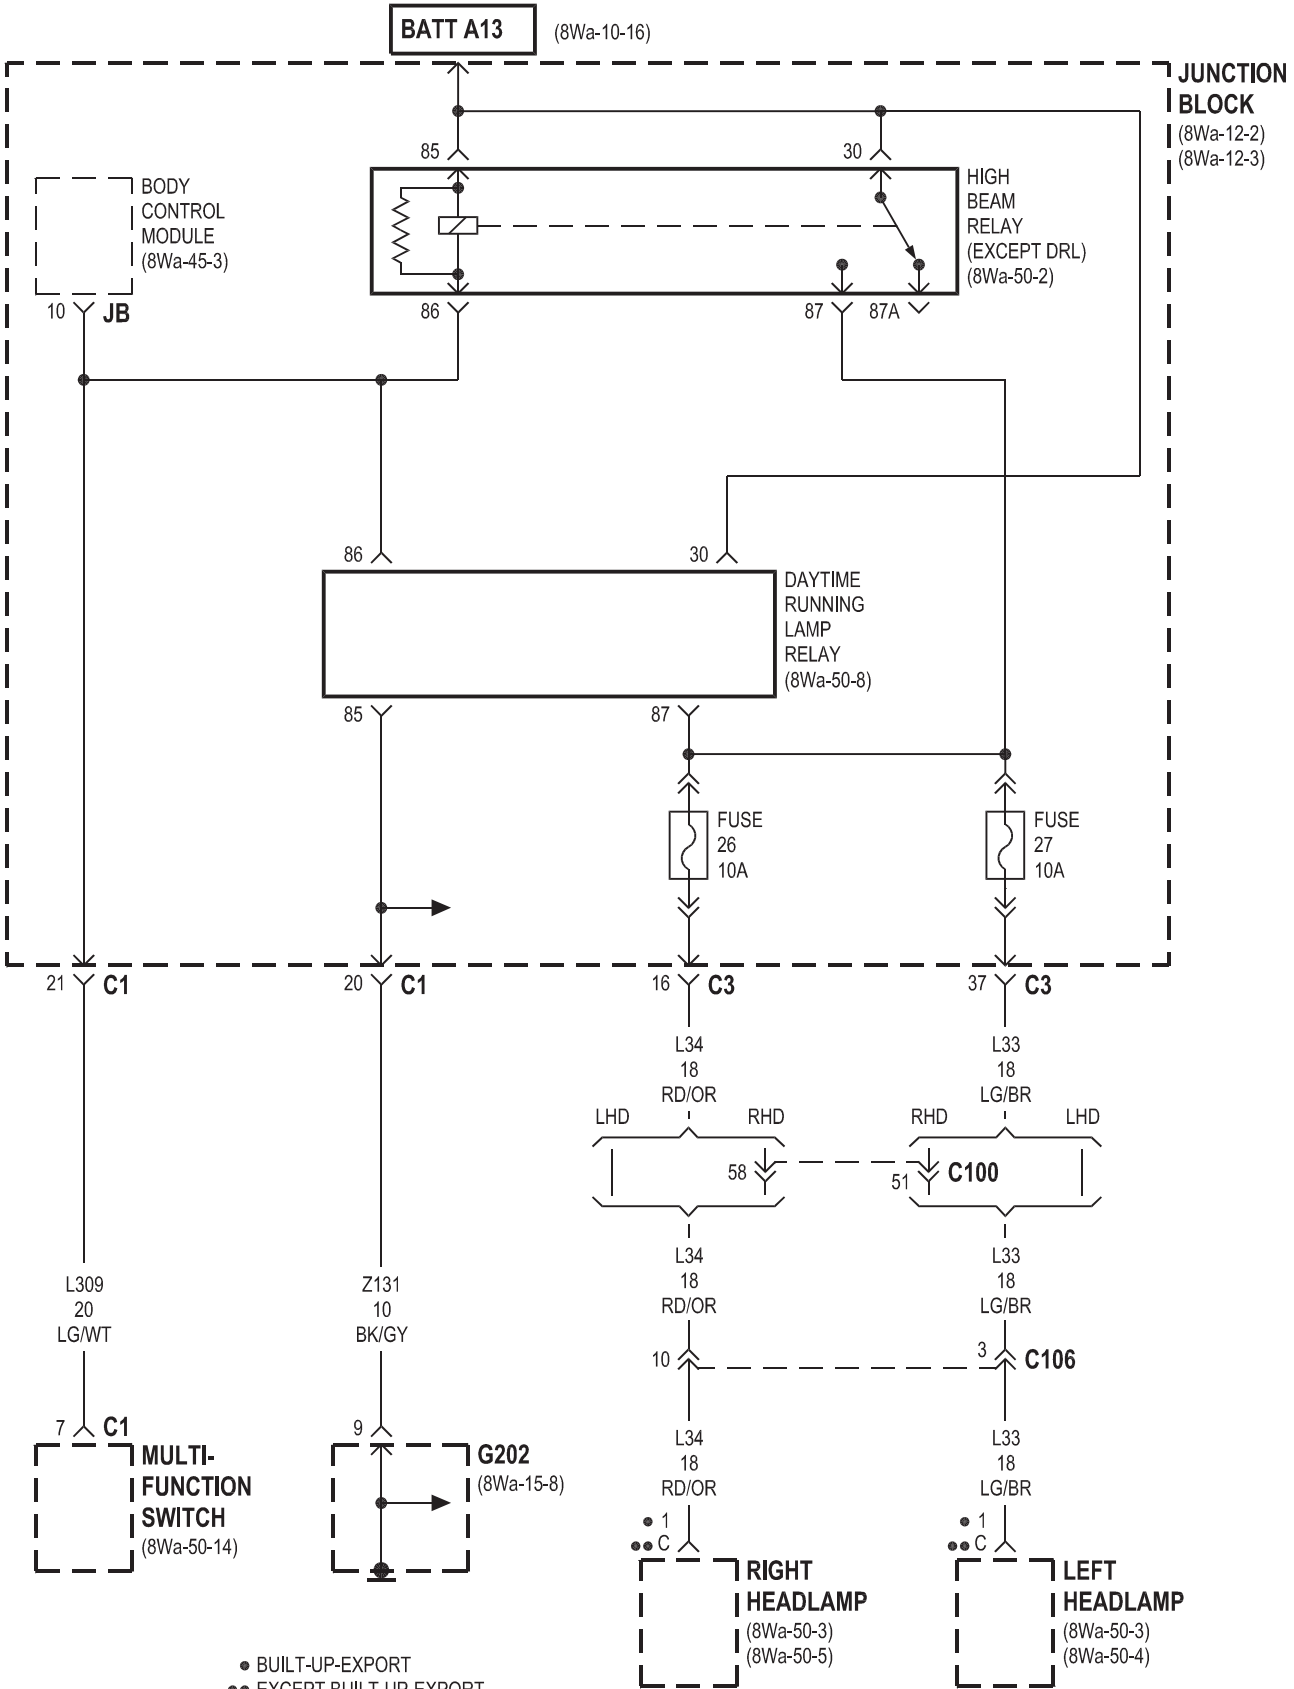 BATT A13
(8Wa-10-16)
JUNCTION
BLOCK
(8Wa-12-2)
(8Wa-12-3)
85
30
BODY
CONTROL
MODULE
(8Wa-45-3)
HIGH
BEAM
RELAY
(EXCEPT DRL)
(8Wa-50-2)
10
JB
86
87
87A
86
30
DAYTIME
RUNNING
LAMP
RELAY
(8Wa-50-8)
85
87
FUSE
26
10A
FUSE
27
10A
21
C1
20
C1
16
C3
37
C3
L34
18
RD/OR
L33
18
LG/BR
LHD
RHD
RHD
LHD
58
51
C100
L34
18
RD/OR
L33
18
LG/BR
L309
20
LG/WT
Z131
10
BK/GY
10
3
C106
7
C1
9
MULTI-
FUNCTION
SWITCH
(8Wa-50-14)
G202
(8Wa-15-8)
L34
18
RD/OR
L33
18
LG/BR
• 1
•• C
• 1
•• C
RIGHT
HEADLAMP
(8Wa-50-3)
(8Wa-50-5)
LEFT
HEADLAMP
(8Wa-50-3)
(8Wa-50-4)
• BUILT-UP-EXPORT
•• EXCEPT BUILT-UP-EXPORT